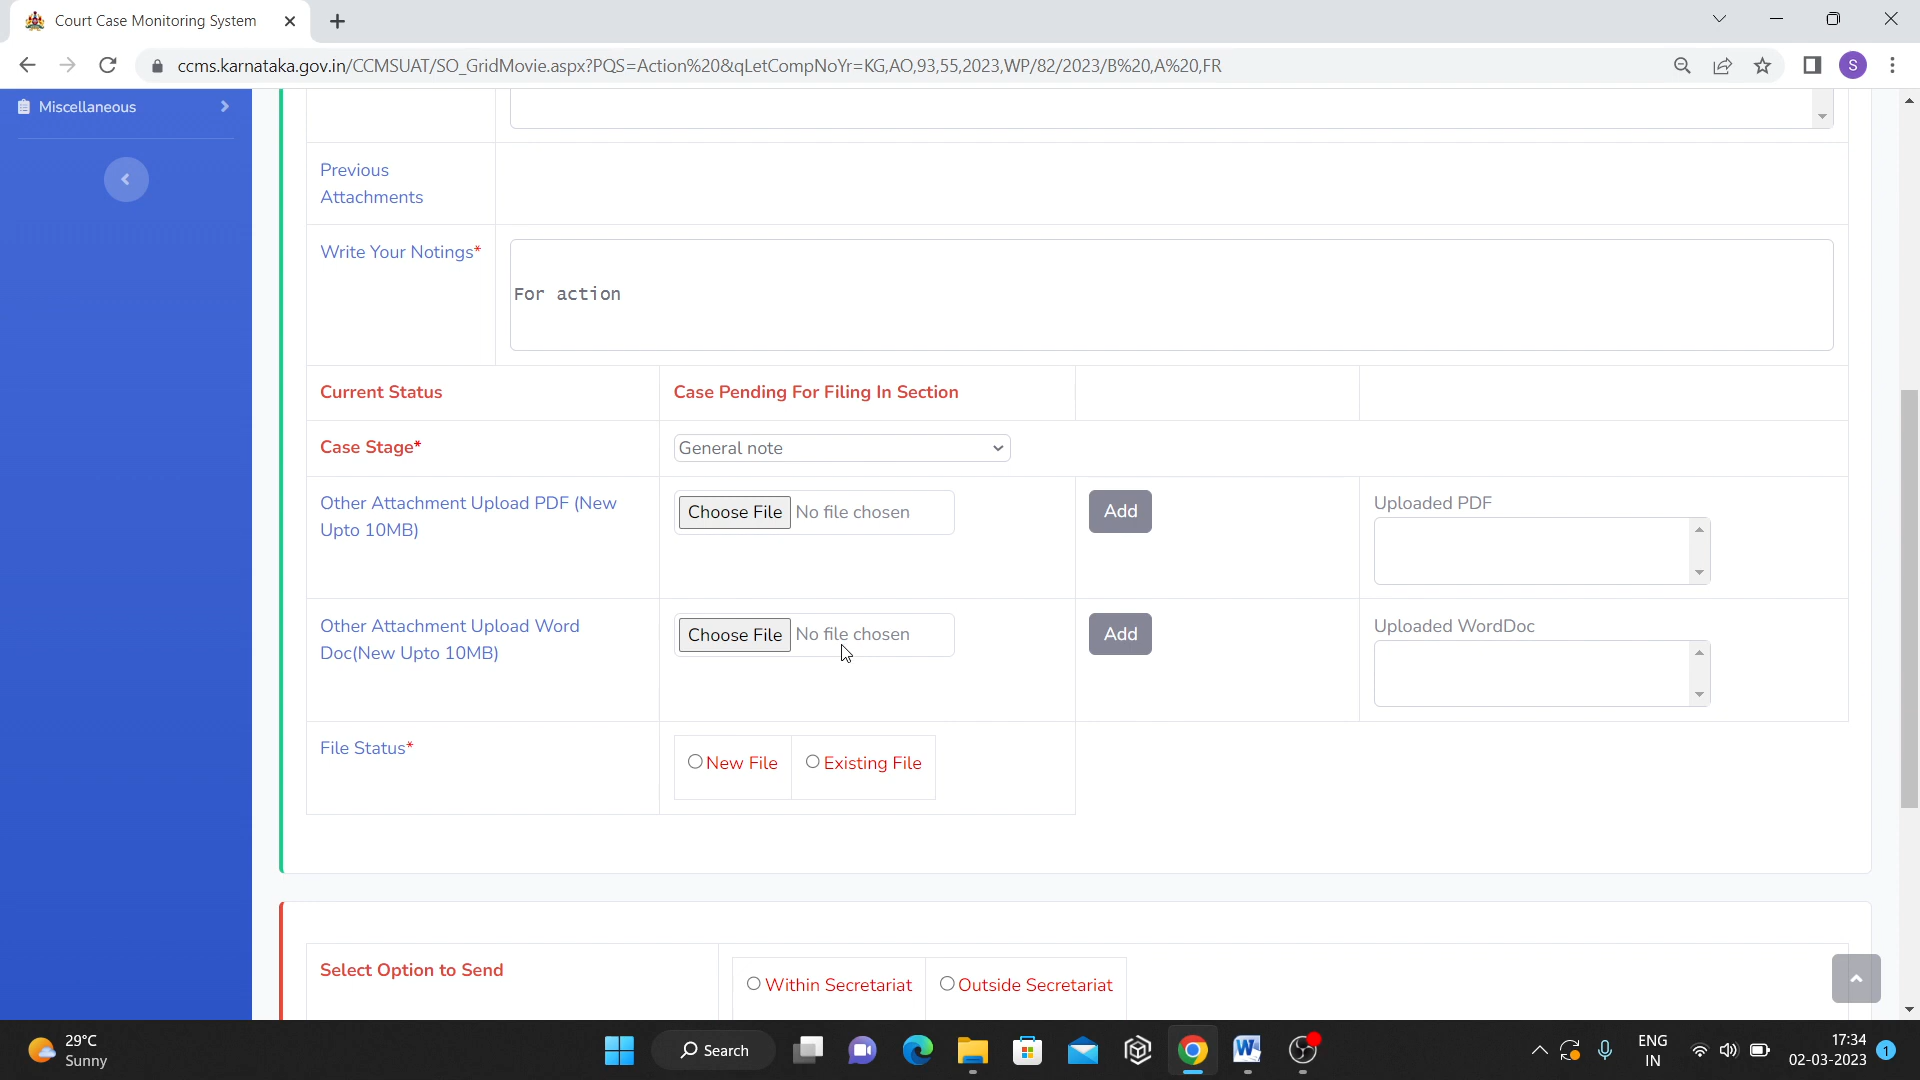 Court Case Monitoring System
ccms.karnataka.gov.in/CCMSUAT/SO_GridMovie.aspx?PQS=Action%20&qLetCompNoYr=KG,AO,93,55,2023,WP/82/2023/B%20,A%20,FR
S
Miscellaneous
Previous
Attachments
Write Your Notings*
For action
Current Status
Case Pending For Filing In Section
Case Stage*
General note
Other Attachment Upload PDF (New
Upto 10MB)
Choose File No file chosen
Add
Uploaded PDF
Other Attachment Upload Word
Doc(New Upto 10MB)
Choose File No file chosen
Add
Uploaded WordDoc
File Status*
New File
Existing File
Select Option to Send
Within Secretariat
Outside Secretariat
29°C
Sunny
Search
ENG
IN
17:34
02-03-2023
1